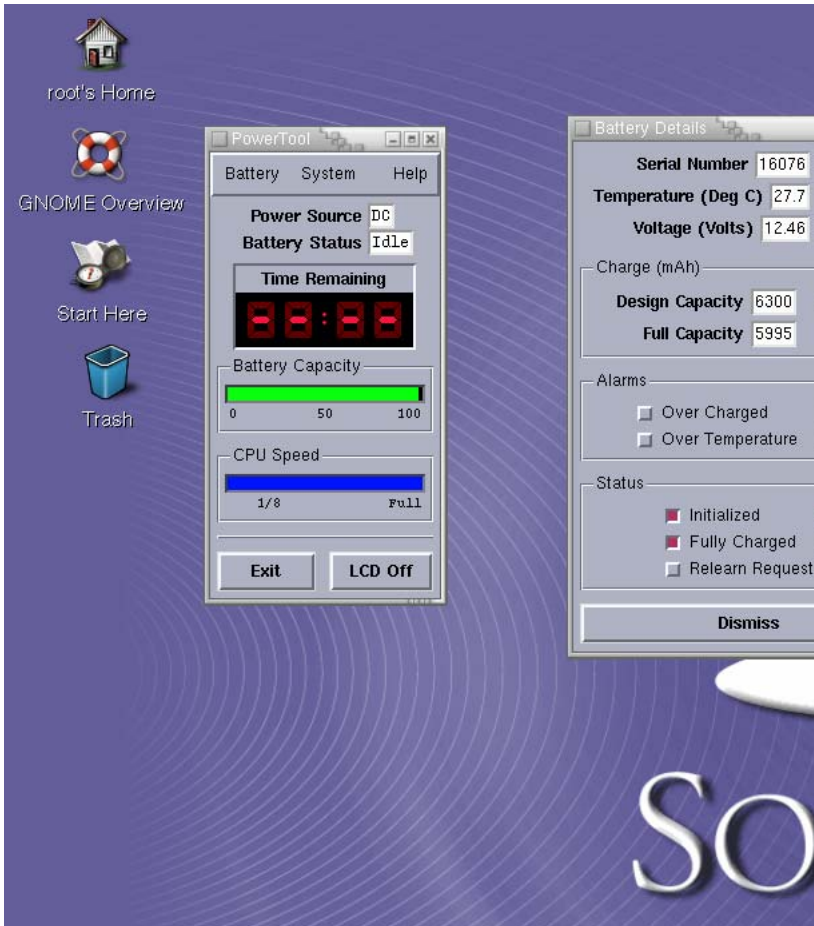 root's Home
GNOME Overview
Start Here
Trash
PowerTool
Battery System Help
Power Source DC
Battery Status Idle
Time Remaining
--:--
Battery Capacity
0 50 100
CPU Speed
1/8 Full
Exit LCD Off
Battery Details
Serial Number 16076
Temperature (Deg C) 27.7
Voltage (Volts) 12.46
Charge (mAh)
Design Capacity 6300
Full Capacity 5995
Alarms
Over Charged
Over Temperature
Status
Initialized
Fully Charged
Relearn Request
Dismiss
So